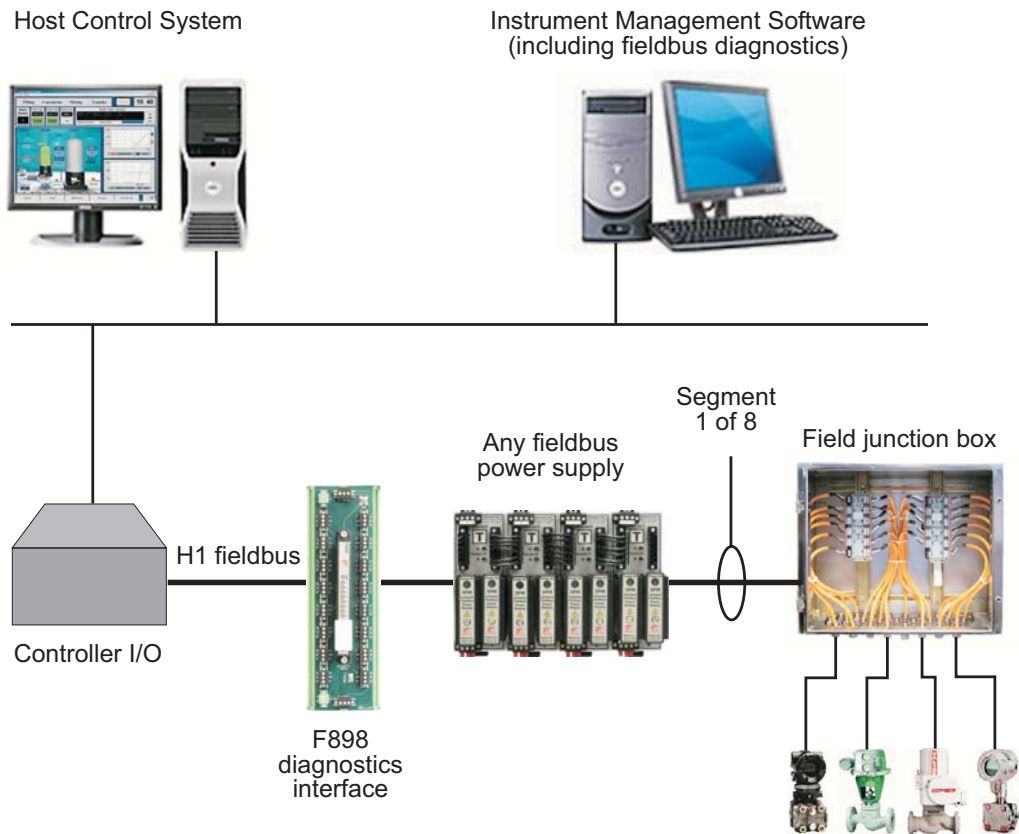 Host Control System
Instrument Management Software
(including fieldbus diagnostics)
Segment
1 of 8
Any fieldbus
power supply
Field junction box
H1 fieldbus
Controller I/O
F898
diagnostics
interface